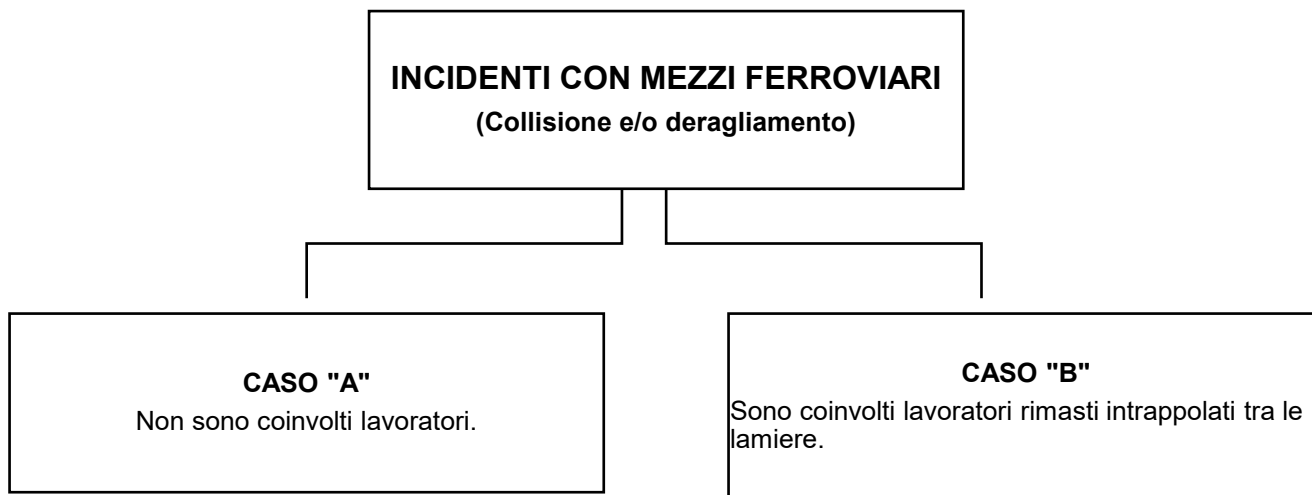 INCIDENTI CON MEZZI FERROVIARI
(Collisione e/o deragliamento)
CASO "A"
Non sono coinvolti lavoratori.
CASO "B"
Sono coinvolti lavoratori rimasti intrappolati tra le
lamiere.